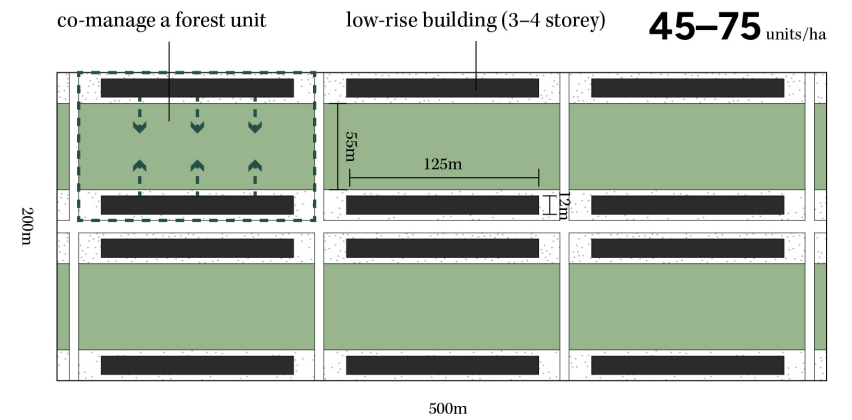 co-manage a forest unit
low-rise building (3–4 storey)
45–75 units/ha
55m
125m
12m
200m
500m